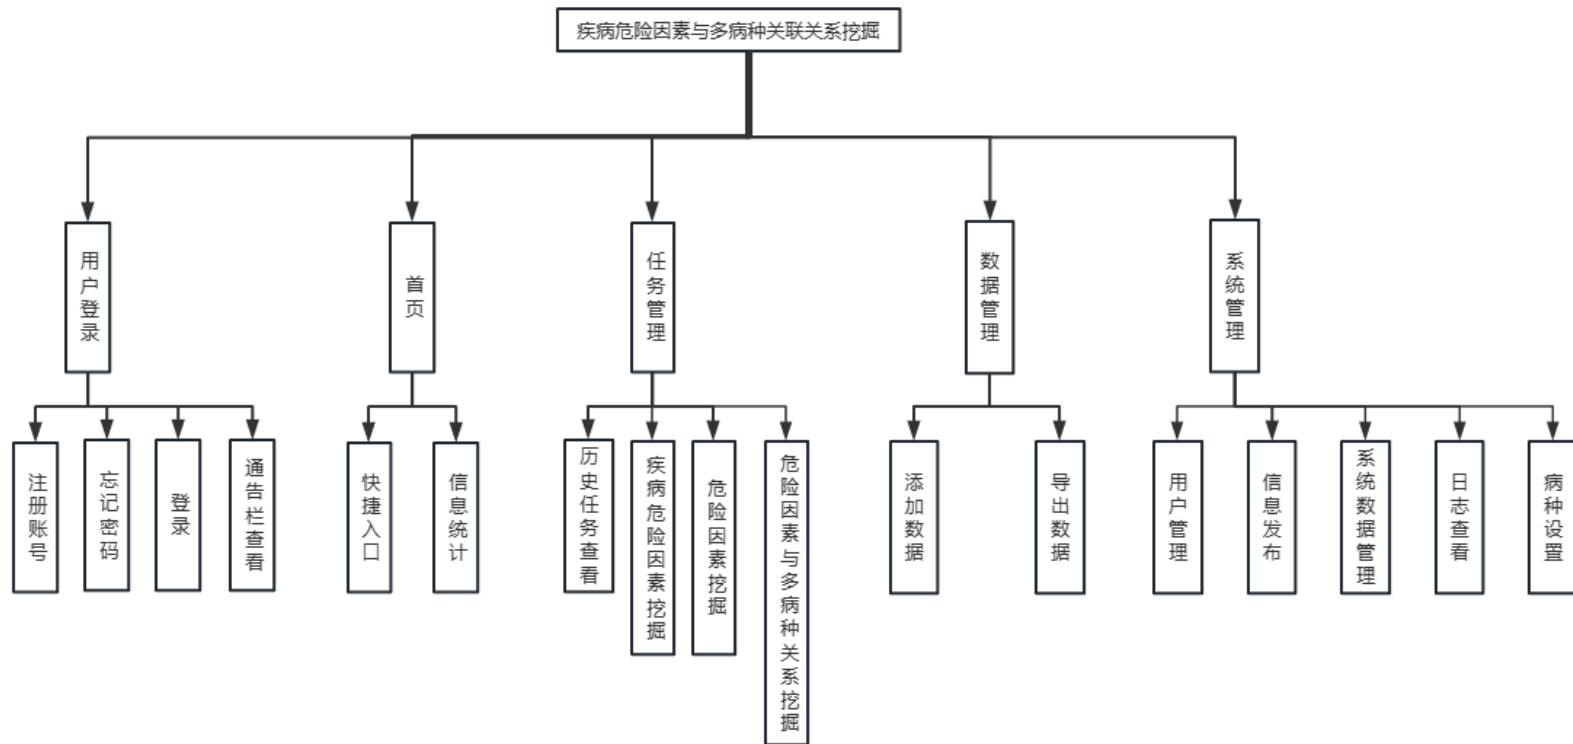 疾病危险因素与多病种关联关系挖掘
用户登录
首页
任务管理
数据管理
系统管理
注册账号
忘记密码
登录
通告栏查看
快捷入口
信息统计
历史任务查看
疾病危险因素挖掘
危险因素挖掘
危险因素与多病种关系挖掘
添加数据
导出数据
用户管理
信息发布
系统数据管理
日志查看
病种设置